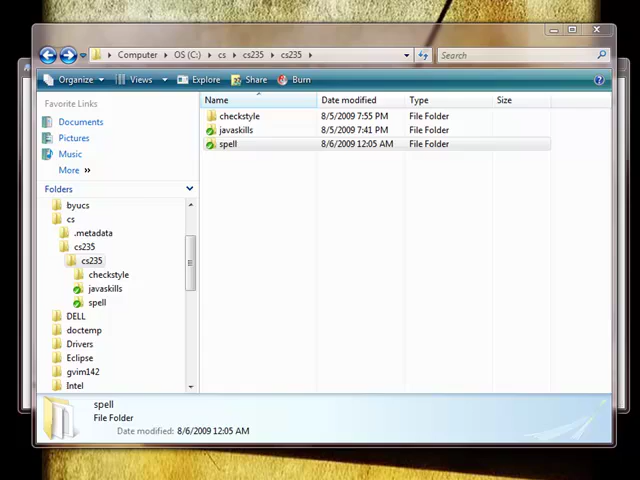 Computer OS (C:) cs cs235 cs235
Search
Organize Views Explore Share Burn
Favorite Links
Documents
Pictures
Music
More »
Folders
byucs
cs
.metadata
cs235
cs235
checkstyle
javaskills
spell
DELL
doctemp
Drivers
Eclipse
gvim142
Intel
Name Date modified Type Size
checkstyle 8/5/2009 7:55 PM File Folder
javaskills 8/5/2009 7:41 PM File Folder
spell 8/6/2009 12:05 AM File Folder
spell
File Folder
Date modified: 8/6/2009 12:05 AM